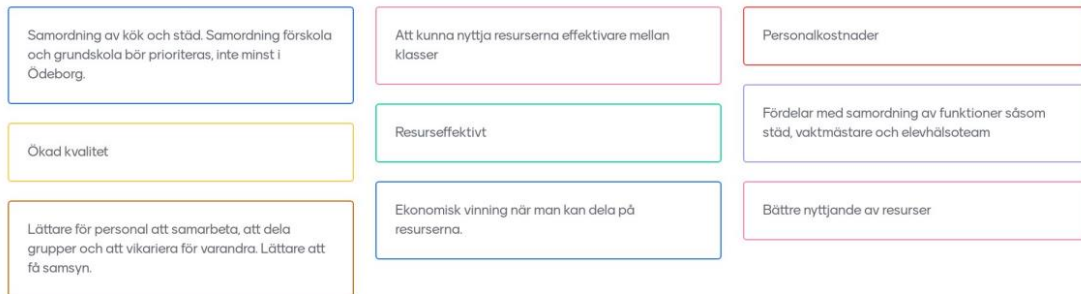 Samordning av kök och städ. Samordning förskola
och grundskola bör prioriteras, inte minst i
Ödeborg.
Ökad kvalitet
Lättare för personal att samarbeta, att dela
grupper och att vikariera för varandra. Lättare att
få samsyn.
Att kunna nyttja resurserna effektivare mellan
klasser
Resurseffektivt
Ekonomisk vinning när man kan dela på
resurserna.
Personalkostnader
Fördelar med samordning av funktioner såsom
städ, vaktmästare och elevhälsoteam
Bättre nyttjande av resurser